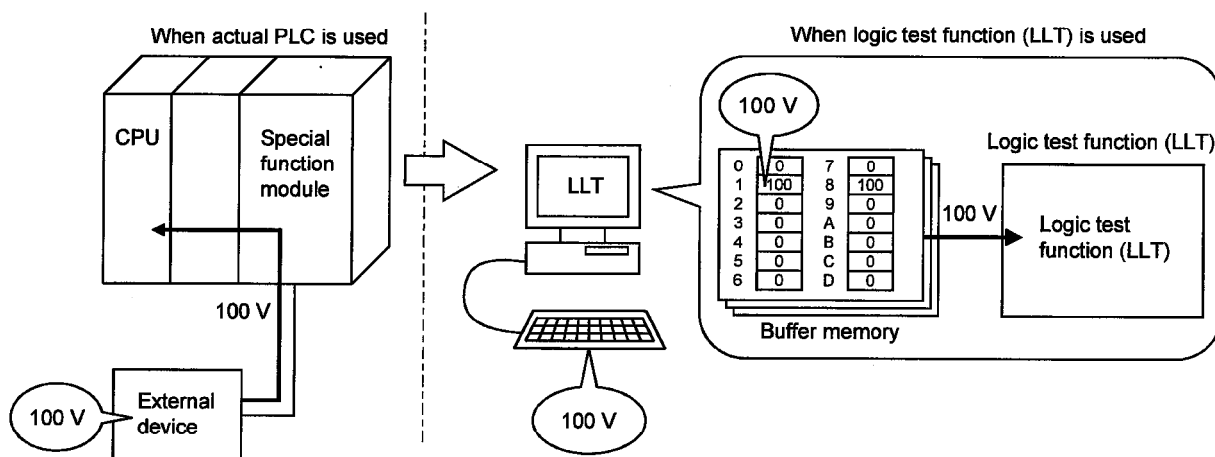 When actual PLC is used
When logic test function (LLT) is used
CPU
Special
function
module
100 V
External
device
100 V
LLT
100 V
100 V
0 0 7 0
1 100 8 100
2 0 9 0
3 0 A 0
4 0 B 0
5 0 C 0
6 0 D 0
Buffer memory
100 V
Logic test function (LLT)
Logic test
function (LLT)